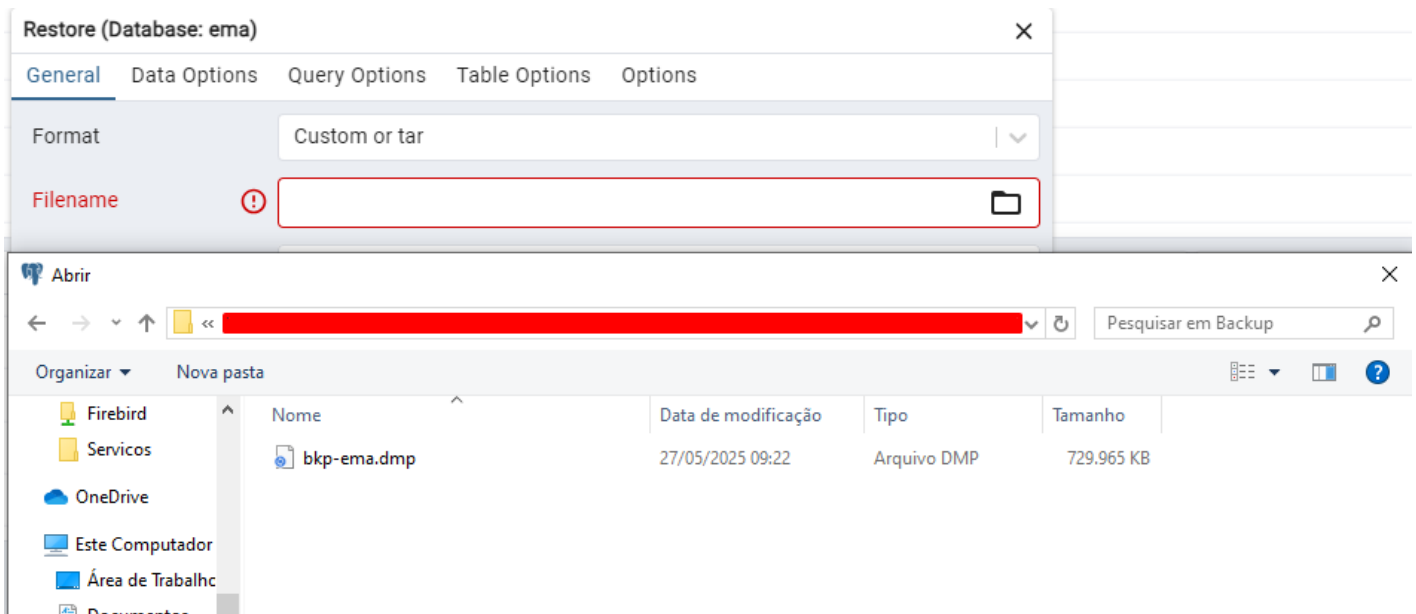 Restore (Database: ema)
General Data Options Query Options Table Options Options
Format Custom or tar
Filename
Abrir
« Pesquisar em Backup
Organizar Nova pasta
Firebird
Nome Data de modificação Tipo Tamanho
Servicos
bkp-ema.dmp 27/05/2025 09:22 Arquivo DMP 729.965 KB
OneDrive
Este Computador
Área de Trabalhc